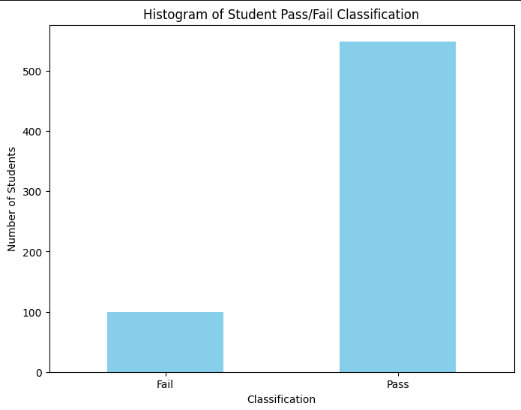 Histogram of Student Pass/Fail Classification
500
400
300
200
100
0
Number of Students
Fail
Pass
Classification